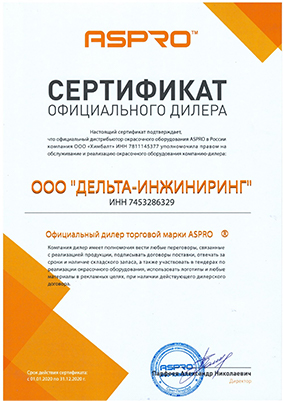 ASPRO™
СЕРТИФИКАТ
ОФИЦИАЛЬНОГО ДИЛЕРА
Настоящий сертификат подтверждает,
что официальный дистрибьютор окрасочного оборудования ASPRO в России
компания ООО «Химбалт» ИНН 7811145377 уполномочила правом на
обслуживание и реализацию окрасочного оборудования компанию-дилера:
ООО "ДЕЛЬТА-ИНЖИНИРИНГ"
ИНН 7453286329
Официальный дилер торговой марки ASPRO ®
Компания дилер имеет полномочия вести любые переговоры, связанные
с реализацией продукции, подписывать договоры поставки, отвечать за
сроки и наличие складского запаса, а также участвовать в тендерах по
реализации окрасочного оборудования, использовать логотипы и любые
материалы в рекламных целях, при наличии действующего дилерского
договора.
Срок действия сертификата
с 01.01.2020 по 31.12.2020 г.
ASPRO
Александр Николаевич
Директор